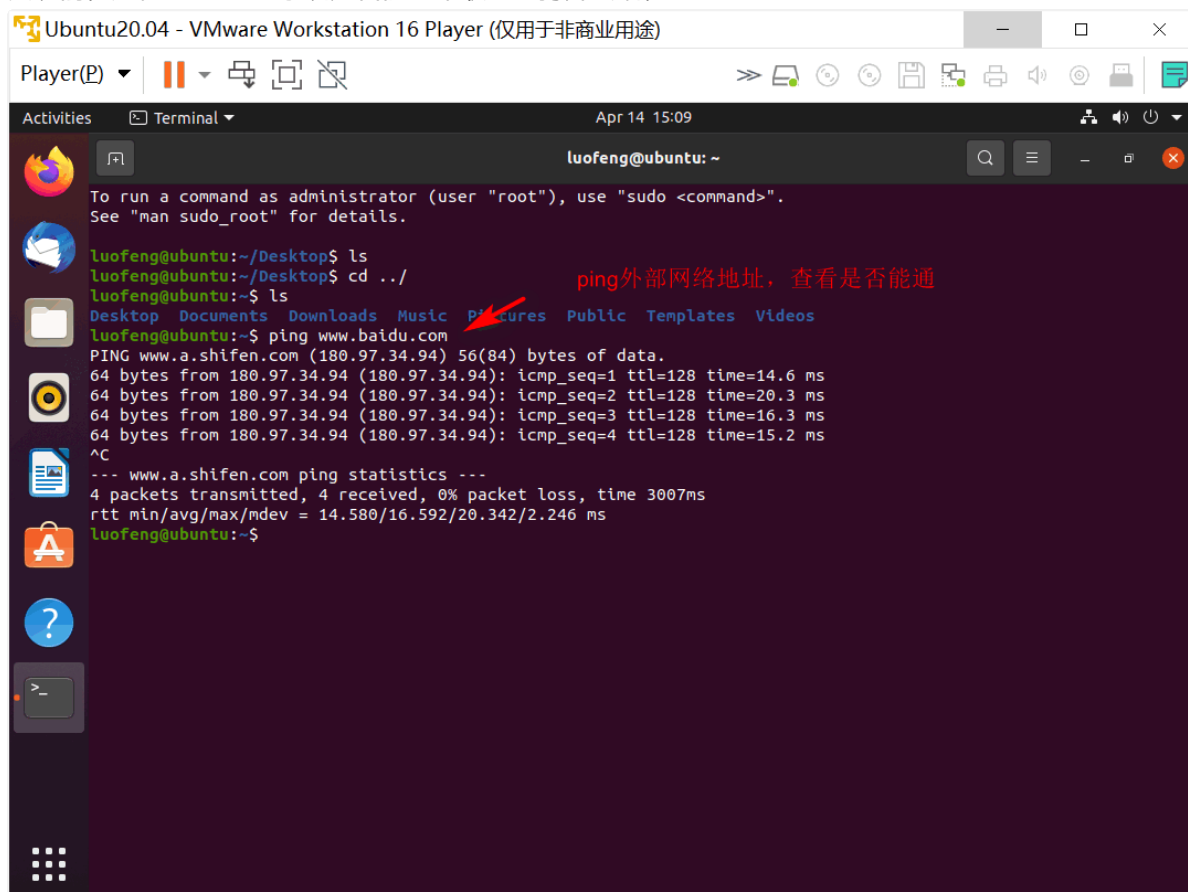 Ubuntu20.04 - VMware Workstation 16 Player (仅用于非商业用途)
Player(P)
Activities Terminal Apr 14 15:09
luofeng@ubuntu: ~
To run a command as administrator (user "root"), use "sudo <command>".
See "man sudo_root" for details.
luofeng@ubuntu:~/Desktop$ ls
luofeng@ubuntu:~/Desktop$ cd ../
ping外部网络地址，查看是否能通
luofeng@ubuntu:~$ ls
Desktop Documents Downloads Music Pictures Public Templates Videos
luofeng@ubuntu:~$ ping www.baidu.com
PING www.a.shifen.com (180.97.34.94) 56(84) bytes of data.
64 bytes from 180.97.34.94 (180.97.34.94): icmp_seq=1 ttl=128 time=14.6 ms
64 bytes from 180.97.34.94 (180.97.34.94): icmp_seq=2 ttl=128 time=20.3 ms
64 bytes from 180.97.34.94 (180.97.34.94): icmp_seq=3 ttl=128 time=16.3 ms
64 bytes from 180.97.34.94 (180.97.34.94): icmp_seq=4 ttl=128 time=15.2 ms
^C
--- www.a.shifen.com ping statistics ---
4 packets transmitted, 4 received, 0% packet loss, time 3007ms
rtt min/avg/max/mdev = 14.580/16.592/20.342/2.246 ms
luofeng@ubuntu:~$